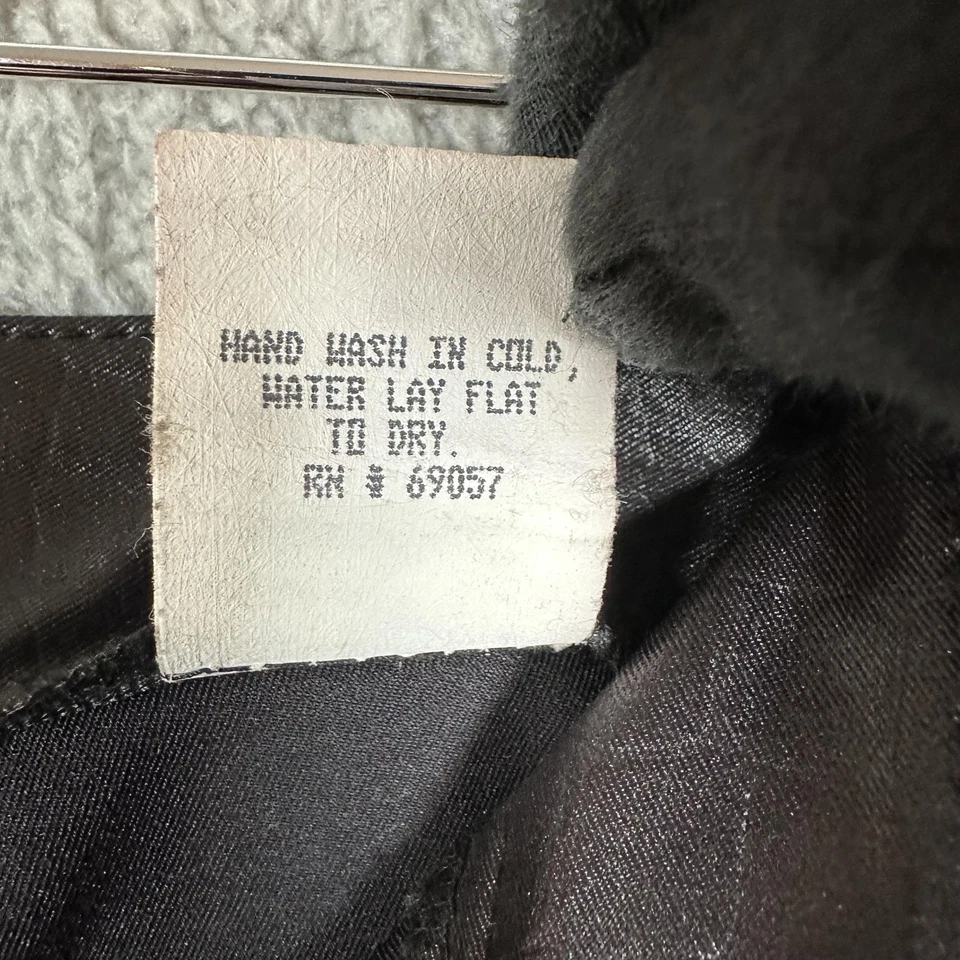 HAND WASH IN COLD,
WATER LAY FLAT
TO DRY.
RN # 69057